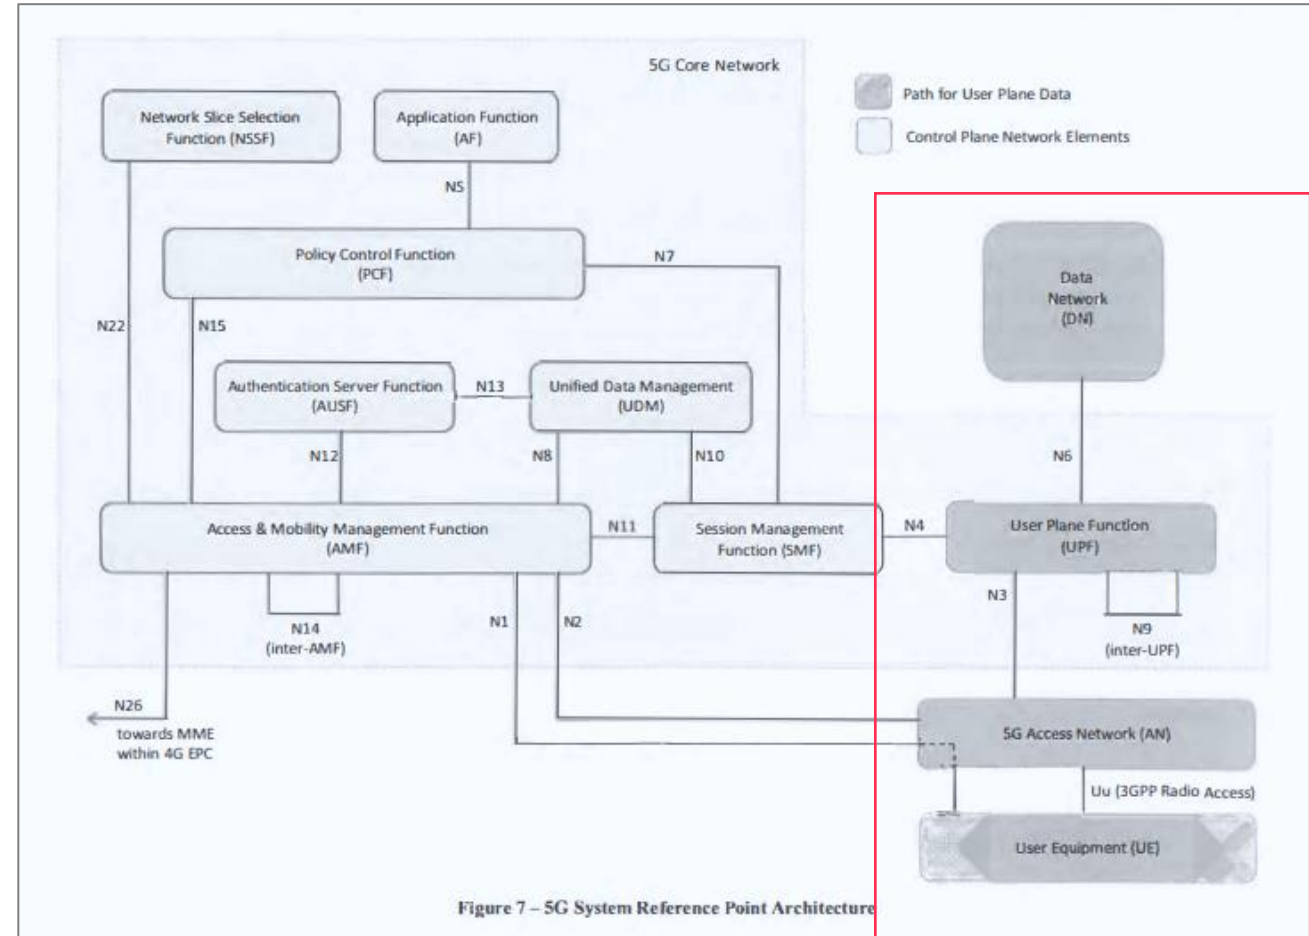 5G Core Network
Path for User Plane Data
Control Plane Network Elements
Network Slice Selection
Function (NSSF)
Application Function
(AF)
N5
Policy Control Function
(PCF)
N7
Data
Network
(DN)
N22
N15
Authentication Server Function
(AUSF)
N13
Unified Data Management
(UDM)
N12
N8
N10
N6
Access & Mobility Management Function
(AMF)
N11
Session Management
Function (SMF)
N4
User Plane Function
(UPF)
N3
N14
(inter-AMF)
N1
N2
N9
(inter-UPF)
N26
towards MME
within 4G EPC
5G Access Network (AN)
Uu (3GPP Radio Access)
User Equipment (UE)
Figure 7 – 5G System Reference Point Architecture